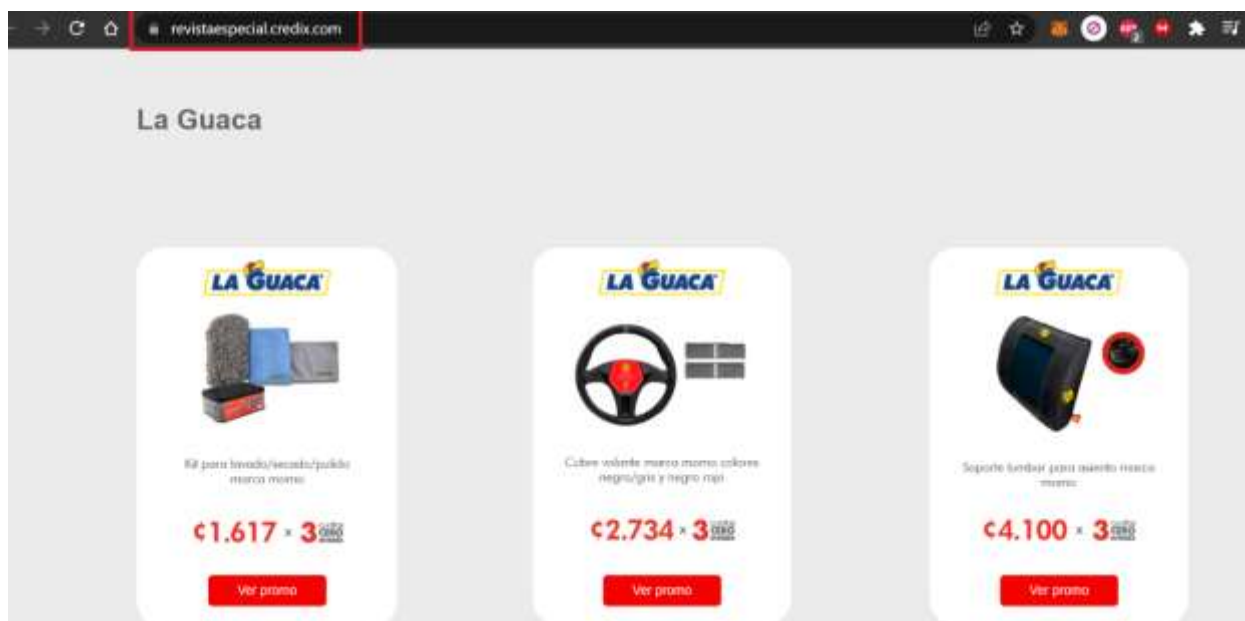 revistaespecial.credix.com
La Guaca
LA GUACA
Kit para lavado/secado/pulido
marca momo
¢1.617 x 3
Ver promo
LA GUACA
Cubre volante marca momo colores
negro/gris y negro rojo
¢2.734 x 3
Ver promo
LA GUACA
Soporte lumbar para asiento marca
momo
¢4.100 x 3
Ver promo